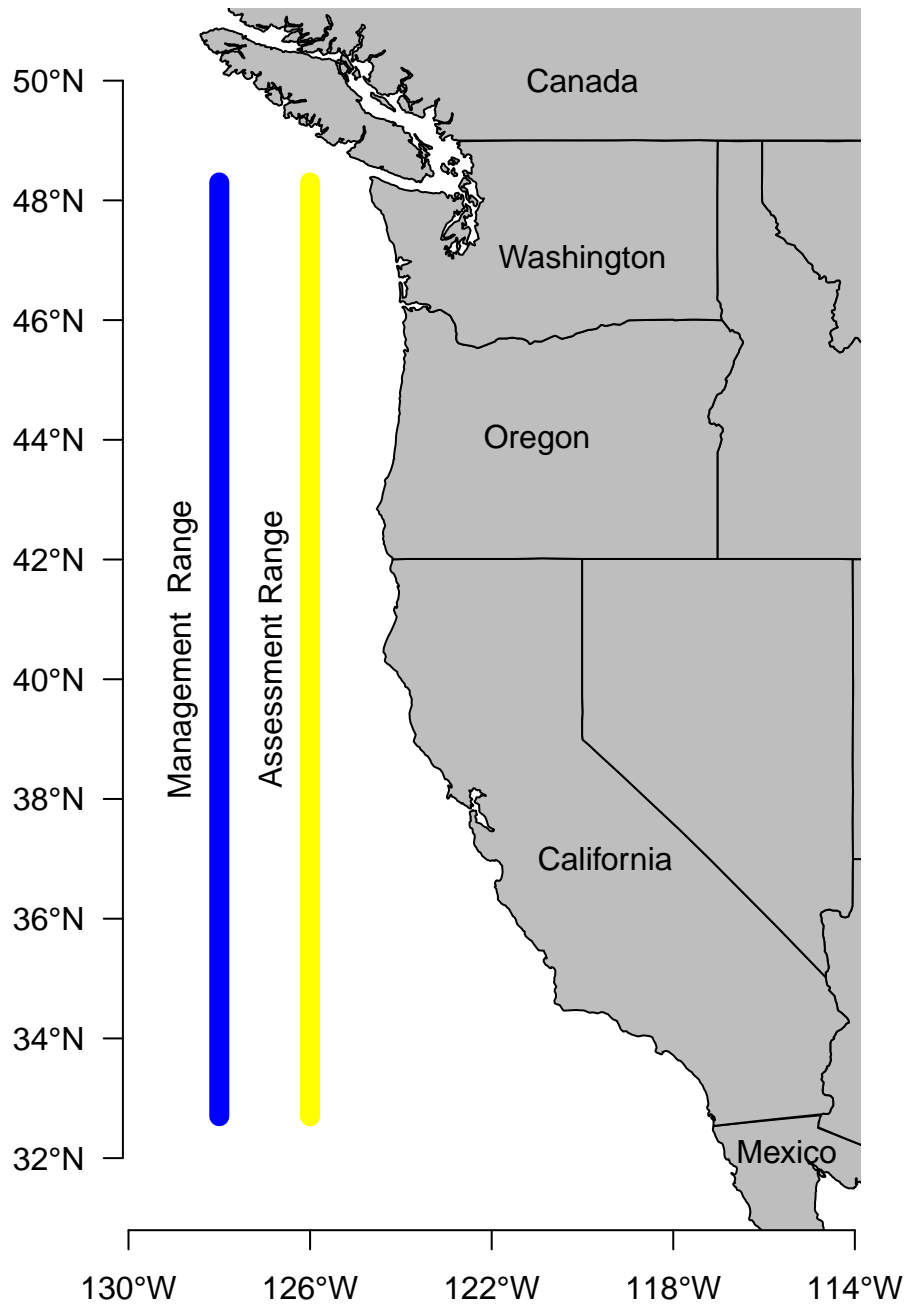 50°N
48°N
46°N
44°N
42°N
40°N
38°N
36°N
34°N
32°N
130°W
126°W
122°W
118°W
114°W
Canada
Washington
Oregon
California
Mexico
Management Range
Assessment Range